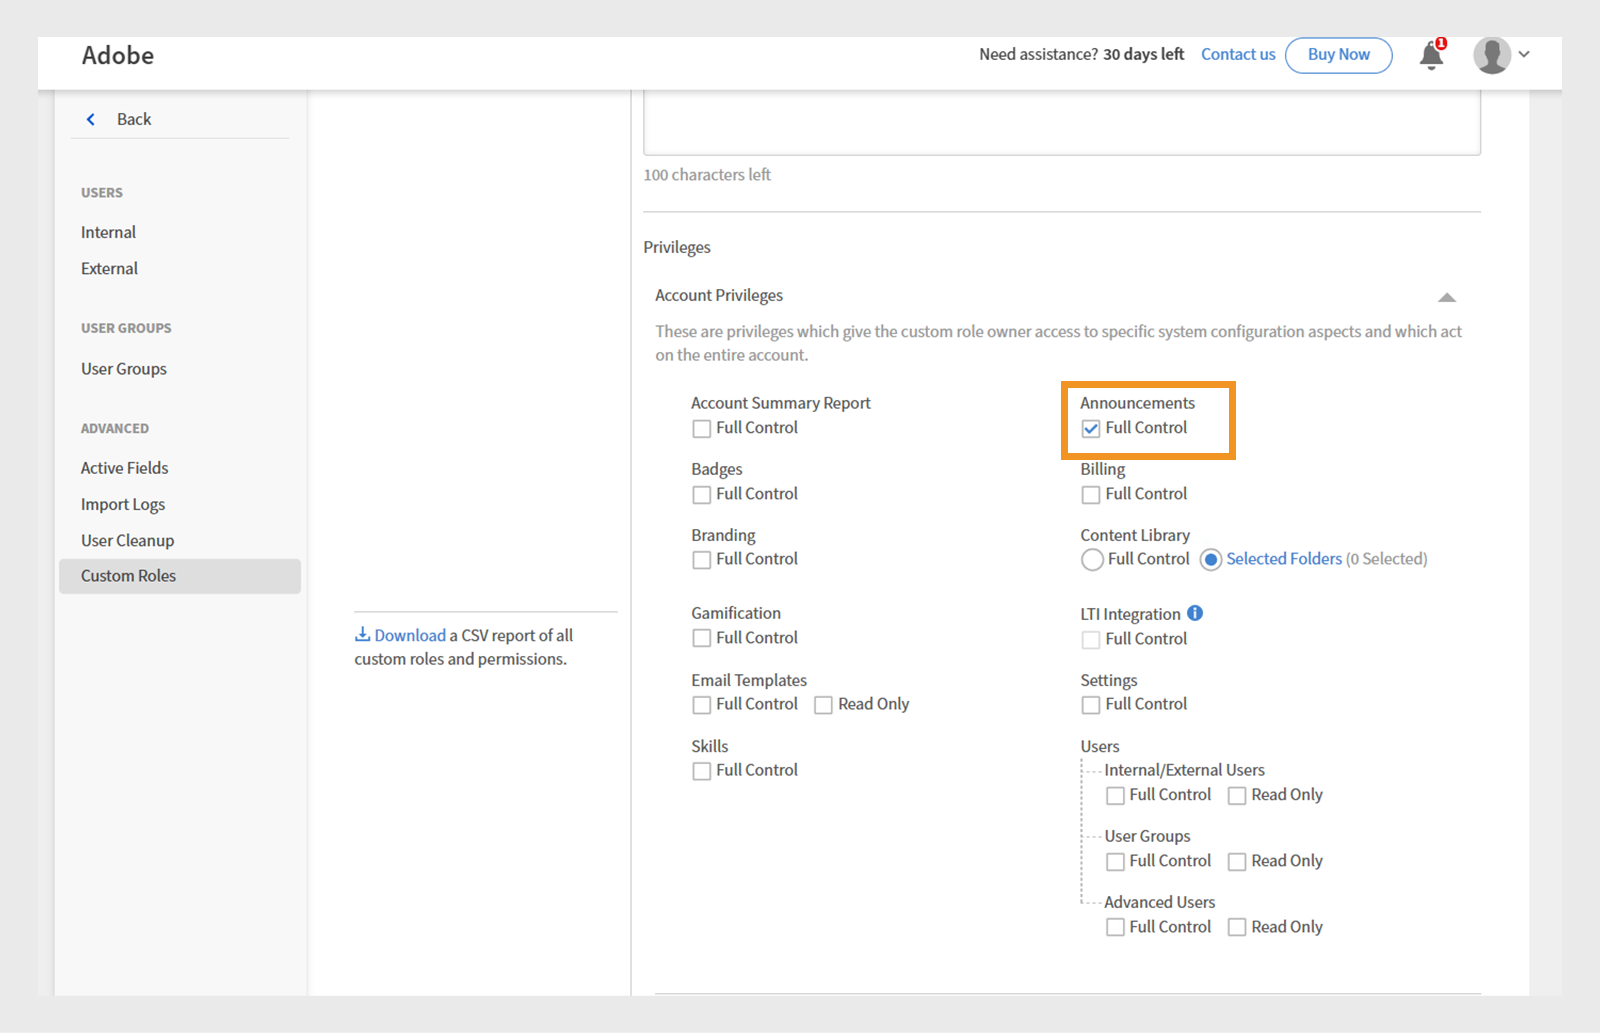 Adobe
Need assistance? 30 days left Contact us Buy Now 1
Back
USERS
Internal
External
USER GROUPS
User Groups
ADVANCED
Active Fields
Import Logs
User Cleanup
Custom Roles
Download a CSV report of all
custom roles and permissions.
100 characters left
Privileges
Account Privileges
These are privileges which give the custom role owner access to specific system configuration aspects and which act
on the entire account.
Account Summary Report
Full Control
Announcements
Full Control
Badges
Full Control
Billing
Full Control
Branding
Full Control
Content Library
Full Control Selected Folders (0 Selected)
Gamification
Full Control
LTI Integration i
Full Control
Email Templates
Full Control Read Only
Settings
Full Control
Skills
Full Control
Users
Internal/External Users
Full Control Read Only
User Groups
Full Control Read Only
Advanced Users
Full Control Read Only